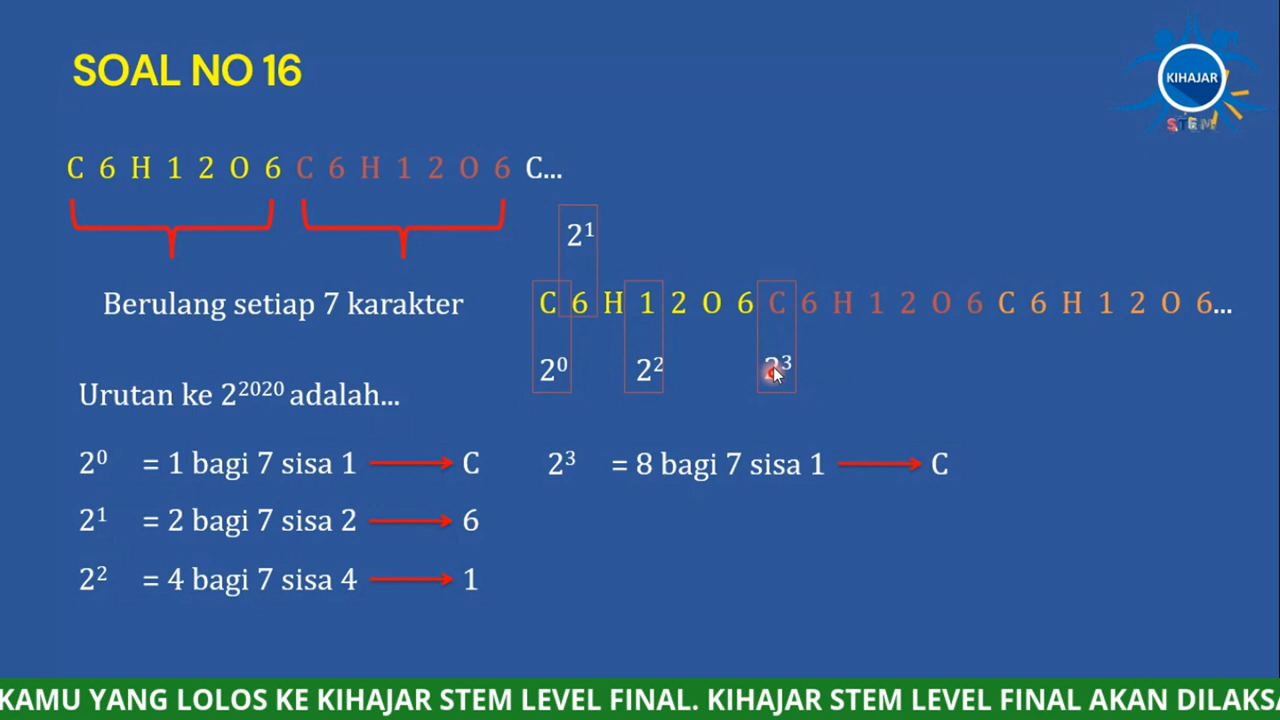 SOAL NO 16
KIHAJAR
STEM
C 6 H 1 2 O 6 C 6 H 1 2 O 6 C...
2¹
Berulang setiap 7 karakter
C 6 H 1 2 O 6 C 6 H 1 2 O 6 C 6 H 1 2 O 6...
2⁰ 2² 2³
Urutan ke 2²⁰²⁰ adalah...
2⁰ = 1 bagi 7 sisa 1 → C
2³ = 8 bagi 7 sisa 1 → C
2¹ = 2 bagi 7 sisa 2 → 6
2² = 4 bagi 7 sisa 4 → 1
KAMU YANG LOLOS KE KIHAJAR STEM LEVEL FINAL. KIHAJAR STEM LEVEL FINAL AKAN DILAKSA